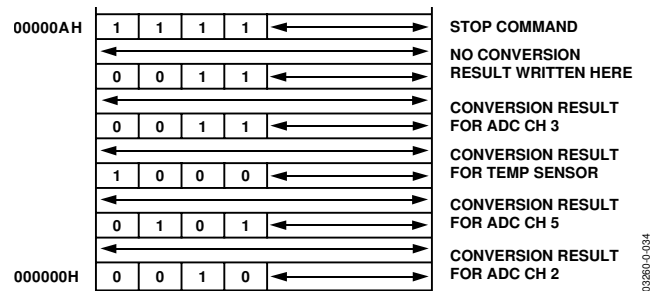 00000AH 1 1 1 1 STOP COMMAND
NO CONVERSION
0 0 1 1 RESULT WRITTEN HERE
CONVERSION RESULT
0 0 1 1 FOR ADC CH 3
CONVERSION RESULT
1 0 0 0 FOR TEMP SENSOR
CONVERSION RESULT
0 1 0 1 FOR ADC CH 5
CONVERSION RESULT
000000H 0 0 1 0 FOR ADC CH 2
03260-0-034